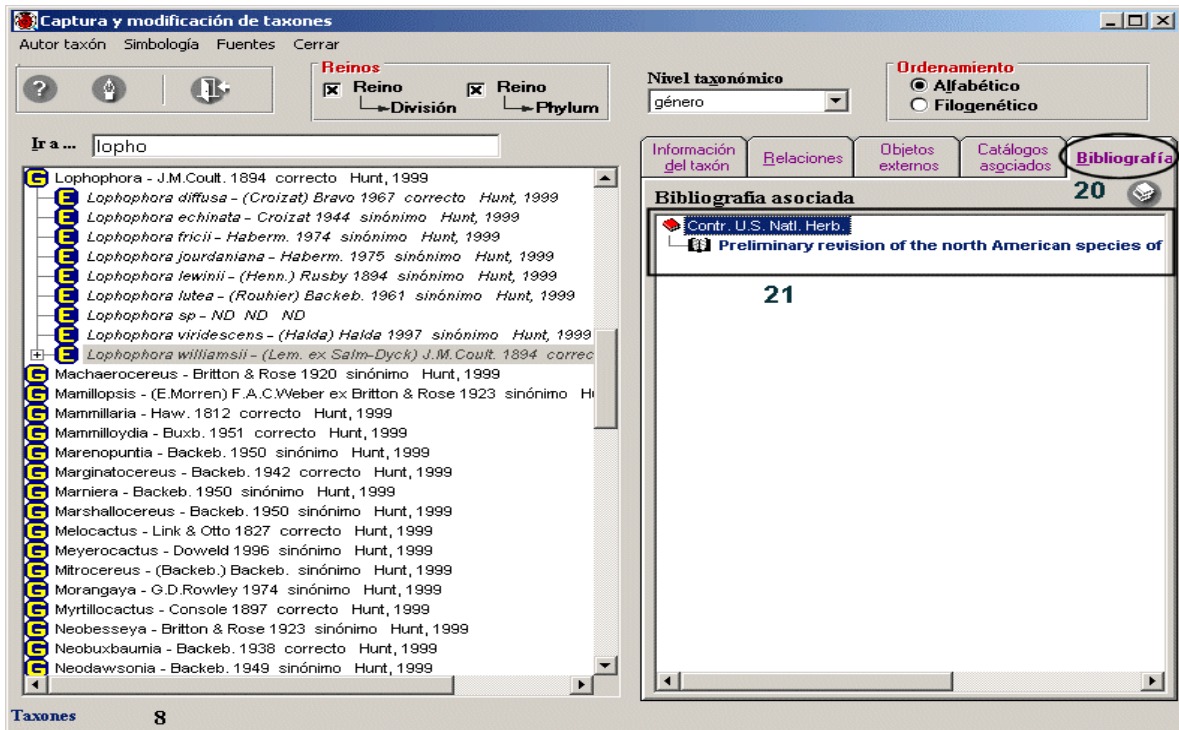 Captura y modificación de taxones
Autor taxón Simbología Fuentes Cerrar
Reinos
Reino
División
Reino
Phylum
Nivel taxonómico
género
Ordenamiento
Alfabético
Filogenético
Ir a ... lopho
Lophophora - J.M.Coult. 1894 correcto Hunt, 1999
Lophophora diffusa - (Croizat) Bravo 1967 correcto Hunt, 1999
Lophophora echinata - Croizat 1944 sinónimo Hunt, 1999
Lophophora fricii - Haberm. 1974 sinónimo Hunt, 1999
Lophophora jourdaniana - Haberm. 1975 sinónimo Hunt, 1999
Lophophora lewinii - (Henn.) Rusby 1894 sinónimo Hunt, 1999
Lophophora lutea - (Rouhier) Backeb. 1961 sinónimo Hunt, 1999
Lophophora sp - ND ND ND
Lophophora viridescens - (Halda) Halda 1997 sinónimo Hunt, 1999
Lophophora williamsii - (Lem. ex Salm-Dyck) J.M.Coult. 1894 correc
Machaerocereus - Britton & Rose 1920 sinónimo Hunt, 1999
Mamillopsis - (E.Morren) F.A.C.Weber ex Britton & Rose 1923 sinónimo H
Mammillaria - Haw. 1812 correcto Hunt, 1999
Mammilloydia - Buxb. 1951 correcto Hunt, 1999
Marenopuntia - Backeb. 1950 sinónimo Hunt, 1999
Marginatocereus - Backeb. 1942 correcto Hunt, 1999
Marniera - Backeb. 1950 sinónimo Hunt, 1999
Marshallocereus - Backeb. 1950 sinónimo Hunt, 1999
Melocactus - Link & Otto 1827 correcto Hunt, 1999
Meyerocactus - Doweld 1996 sinónimo Hunt, 1999
Mitrocereus - (Backeb.) Backeb. sinónimo Hunt, 1999
Morangaya - G.D.Rowley 1974 sinónimo Hunt, 1999
Myrtillocactus - Console 1897 correcto Hunt, 1999
Neobesseya - Britton & Rose 1923 sinónimo Hunt, 1999
Neobuxbaumia - Backeb. 1938 correcto Hunt, 1999
Neodawsonia - Backeb. 1949 sinónimo Hunt, 1999
Taxones 8
Información del taxón
Relaciones
Objetos externos
Catálogos asociados
Bibliografía
20
Bibliografía asociada
Contr. U.S. Natl. Herb.
Preliminary revision of the north American species of
21